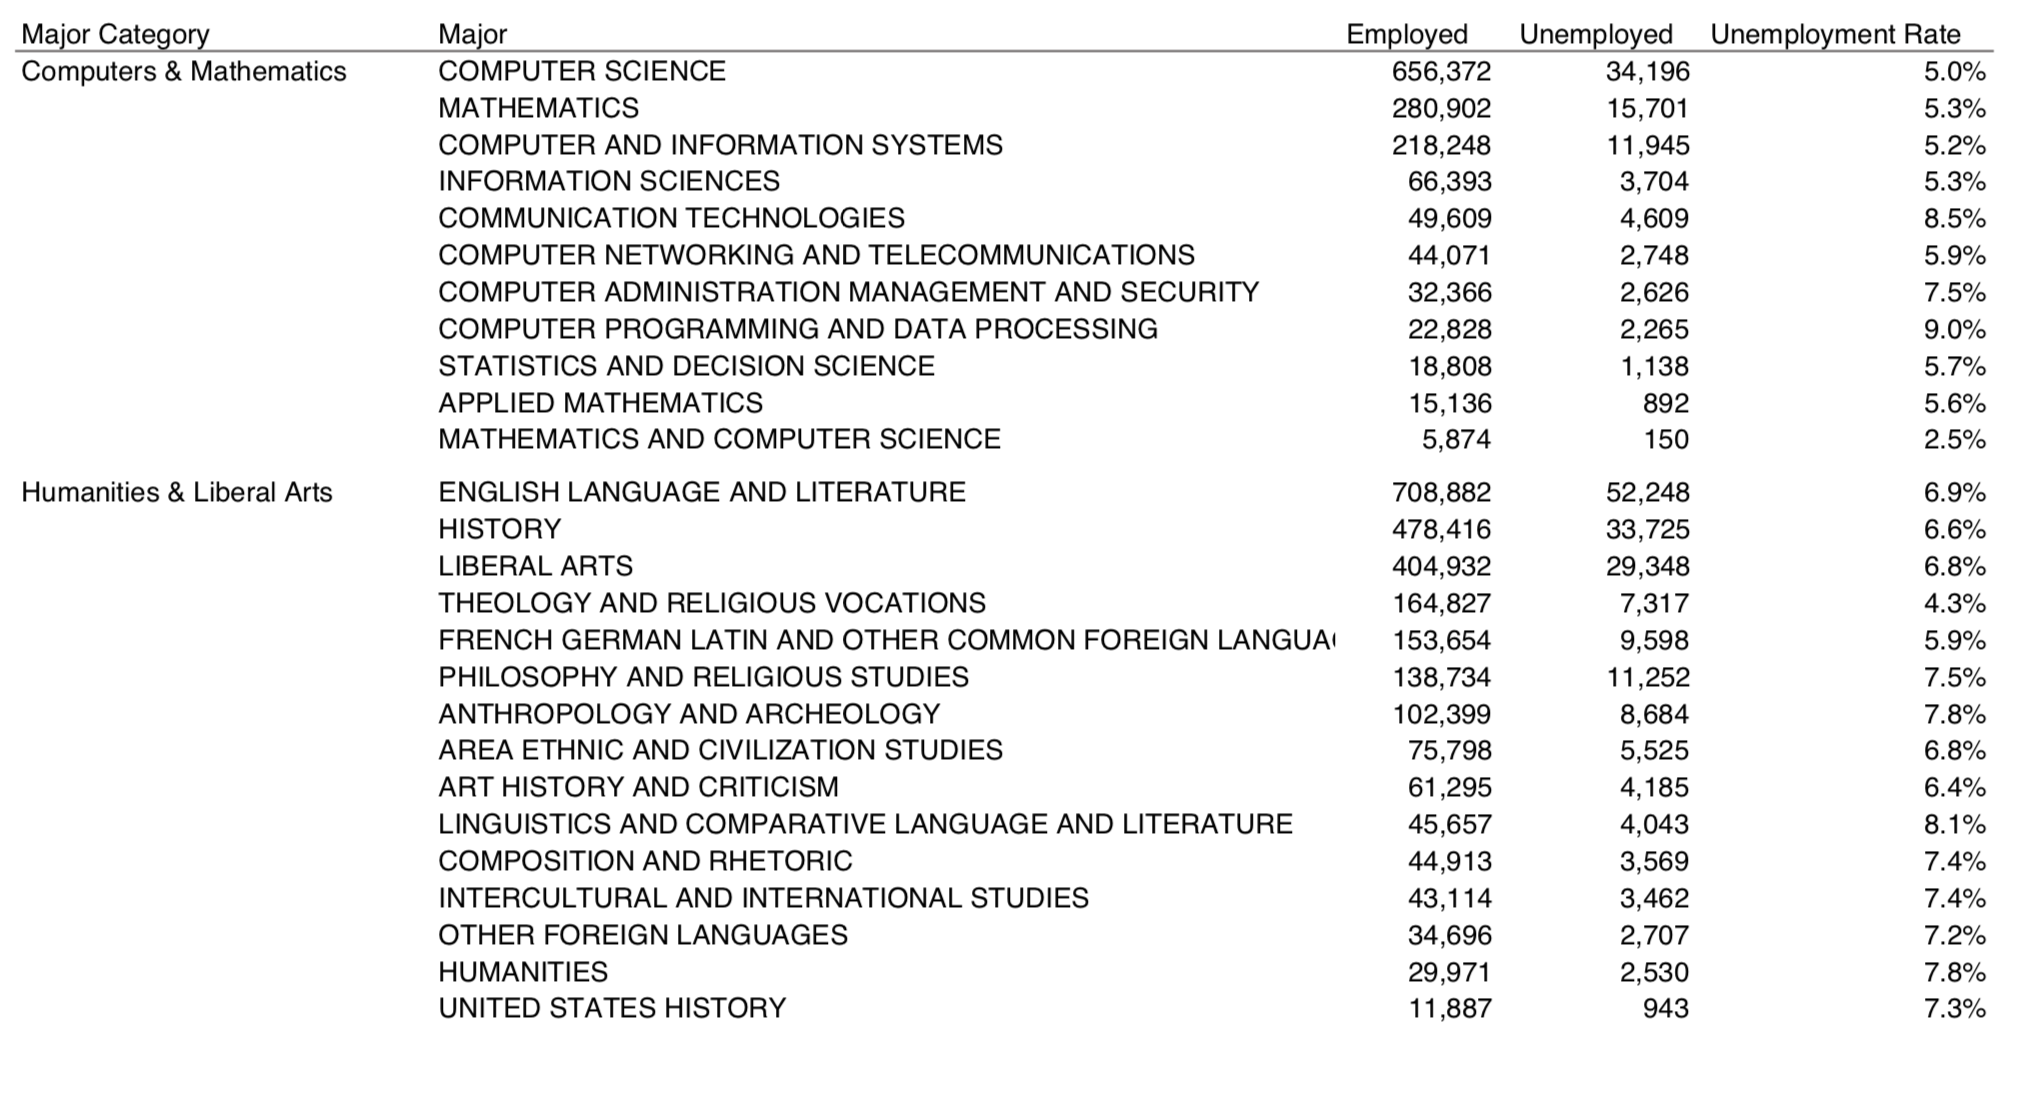 Major Category Major Employed Unemployed Unemployment Rate
Computers & Mathematics COMPUTER SCIENCE 656,372 34,196 5.0%
MATHEMATICS 280,902 15,701 5.3%
COMPUTER AND INFORMATION SYSTEMS 218,248 11,945 5.2%
INFORMATION SCIENCES 66,393 3,704 5.3%
COMMUNICATION TECHNOLOGIES 49,609 4,609 8.5%
COMPUTER NETWORKING AND TELECOMMUNICATIONS 44,071 2,748 5.9%
COMPUTER ADMINISTRATION MANAGEMENT AND SECURITY 32,366 2,626 7.5%
COMPUTER PROGRAMMING AND DATA PROCESSING 22,828 2,265 9.0%
STATISTICS AND DECISION SCIENCE 18,808 1,138 5.7%
APPLIED MATHEMATICS 15,136 892 5.6%
MATHEMATICS AND COMPUTER SCIENCE 5,874 150 2.5%
Humanities & Liberal Arts ENGLISH LANGUAGE AND LITERATURE 708,882 52,248 6.9%
HISTORY 478,416 33,725 6.6%
LIBERAL ARTS 404,932 29,348 6.8%
THEOLOGY AND RELIGIOUS VOCATIONS 164,827 7,317 4.3%
FRENCH GERMAN LATIN AND OTHER COMMON FOREIGN LANGUA 153,654 9,598 5.9%
PHILOSOPHY AND RELIGIOUS STUDIES 138,734 11,252 7.5%
ANTHROPOLOGY AND ARCHEOLOGY 102,399 8,684 7.8%
AREA ETHNIC AND CIVILIZATION STUDIES 75,798 5,525 6.8%
ART HISTORY AND CRITICISM 61,295 4,185 6.4%
LINGUISTICS AND COMPARATIVE LANGUAGE AND LITERATURE 45,657 4,043 8.1%
COMPOSITION AND RHETORIC 44,913 3,569 7.4%
INTERCULTURAL AND INTERNATIONAL STUDIES 43,114 3,462 7.4%
OTHER FOREIGN LANGUAGES 34,696 2,707 7.2%
HUMANITIES 29,971 2,530 7.8%
UNITED STATES HISTORY 11,887 943 7.3%